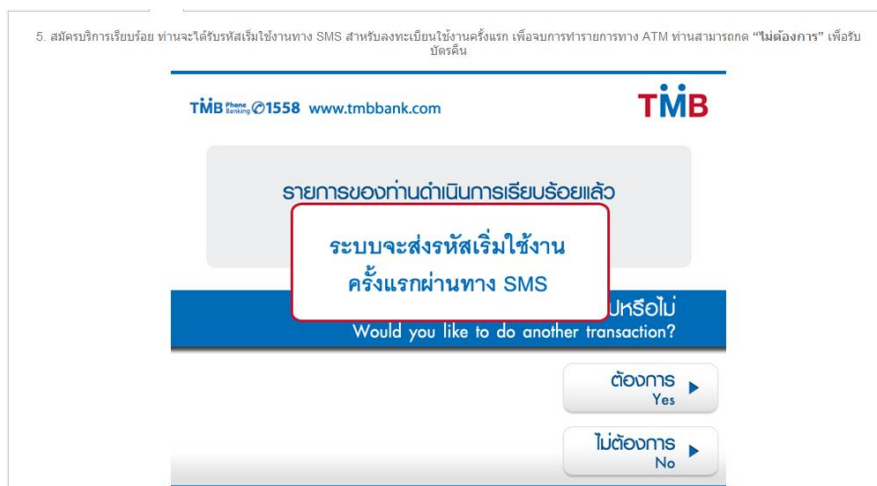 5. สมัครบริการเรียบร้อย ท่านจะได้รับรหัสเริ่มใช้งานทาง SMS สำหรับลงทะเบียนใช้งานครั้งแรก เพื่อจบการทำรายการทาง ATM ท่านสามารถกด “ไม่ต้องการ” เพื่อรับ
บัตรคืน
TMB Phone Banking 1558 www.tmbbank.com
TMB
รายการของท่านดำเนินการเรียบร้อยแล้ว
ระบบจะส่งรหัสเริ่มใช้งาน
ครั้งแรกผ่านทาง SMS
ปหรือไม่
Would you like to do another transaction?
ต้องการ
Yes
ไม่ต้องการ
No